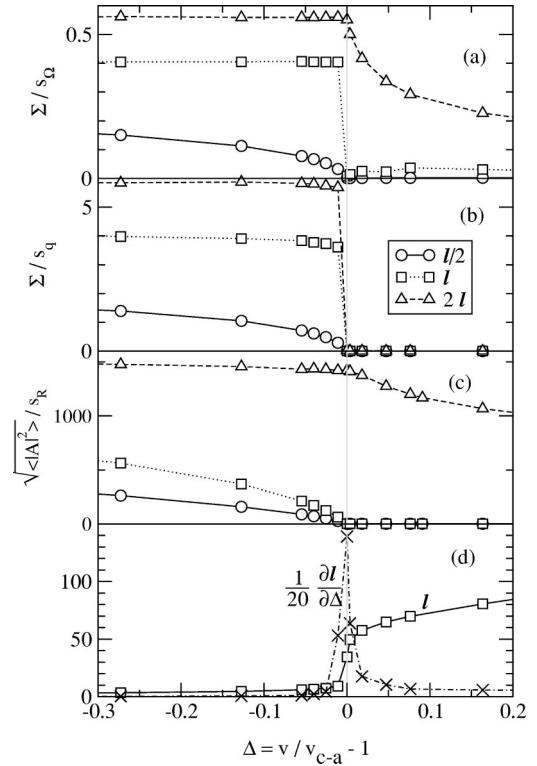 0.5
(a)
Σ / s_Ω
0
5
(b)
Σ / s_q
l/2
l
2 l
0
(c)
√<|A|²> / s_R
1000
0
(d)
1/20 ∂l/∂Δ
100
l
50
0
-0.3 -0.2 -0.1 0 0.1 0.2
Δ = v / v_c-a - 1